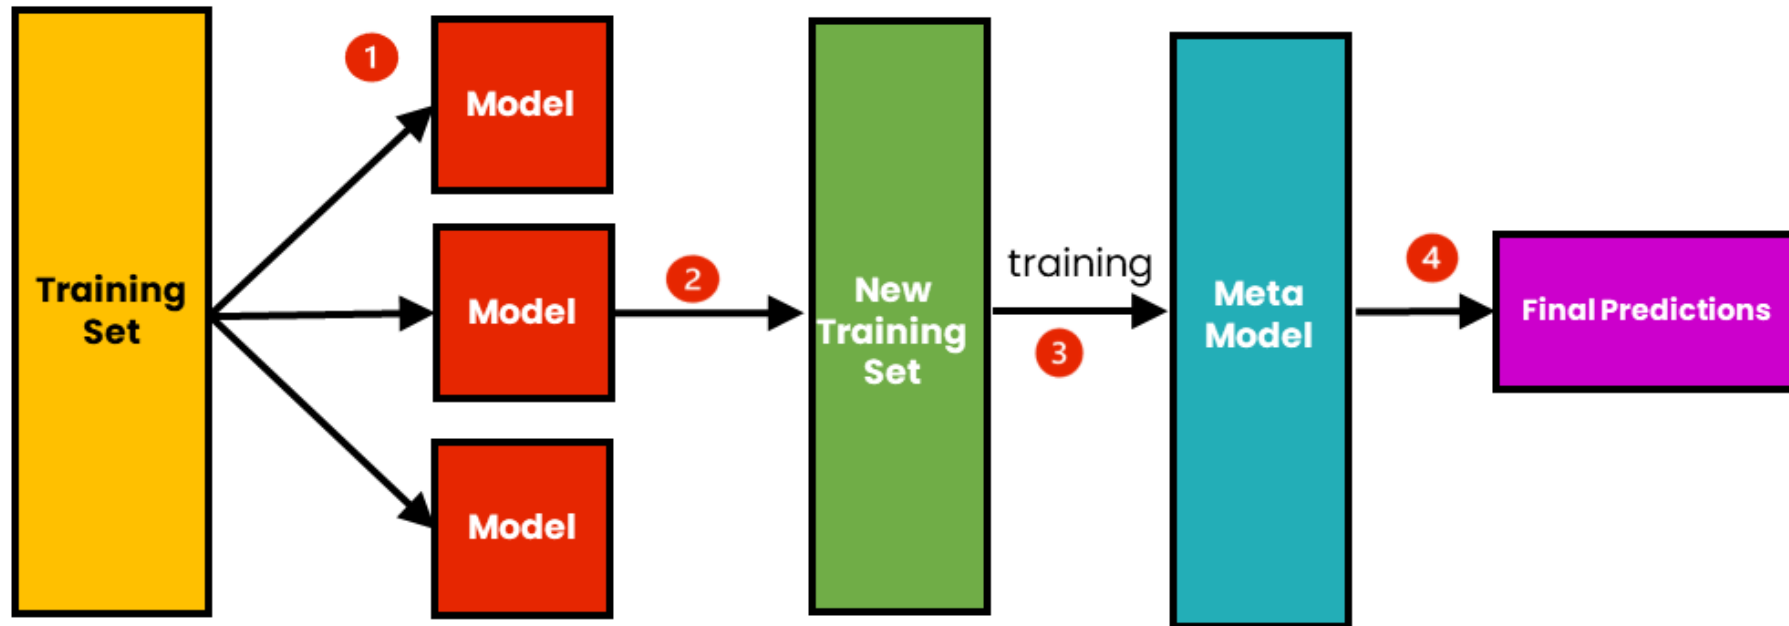 1
Model
Training
Set
Model
2
New
Training
Set
training
3
Meta
Model
4
Final Predictions
Model